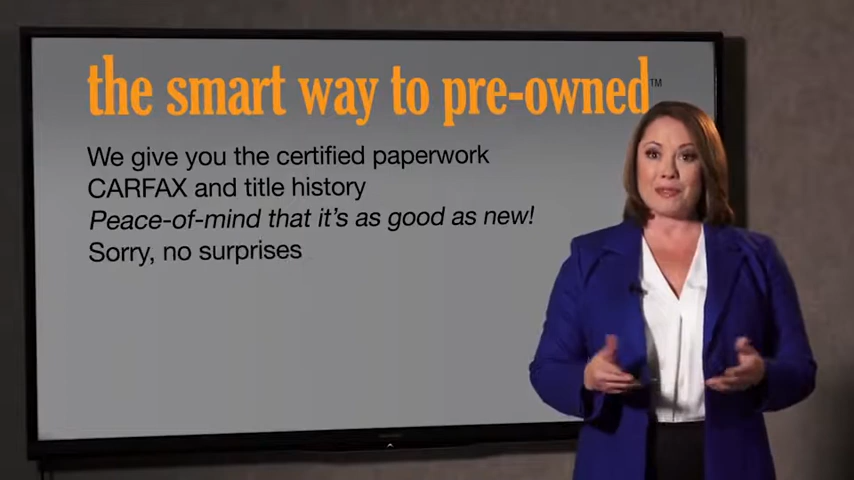 the smart way to pre-owned™
We give you the certified paperwork
CARFAX and title history
Peace-of-mind that it's as good as new!
Sorry, no surprises